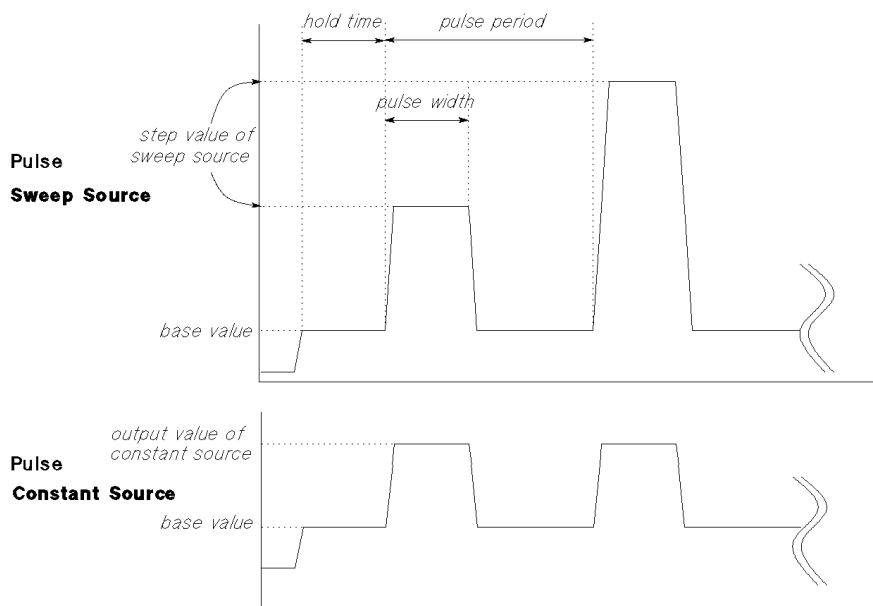 hold time
pulse period
pulse width
step value of
sweep source
Pulse
Sweep Source
base value
output value of
constant source
Pulse
Constant Source
base value